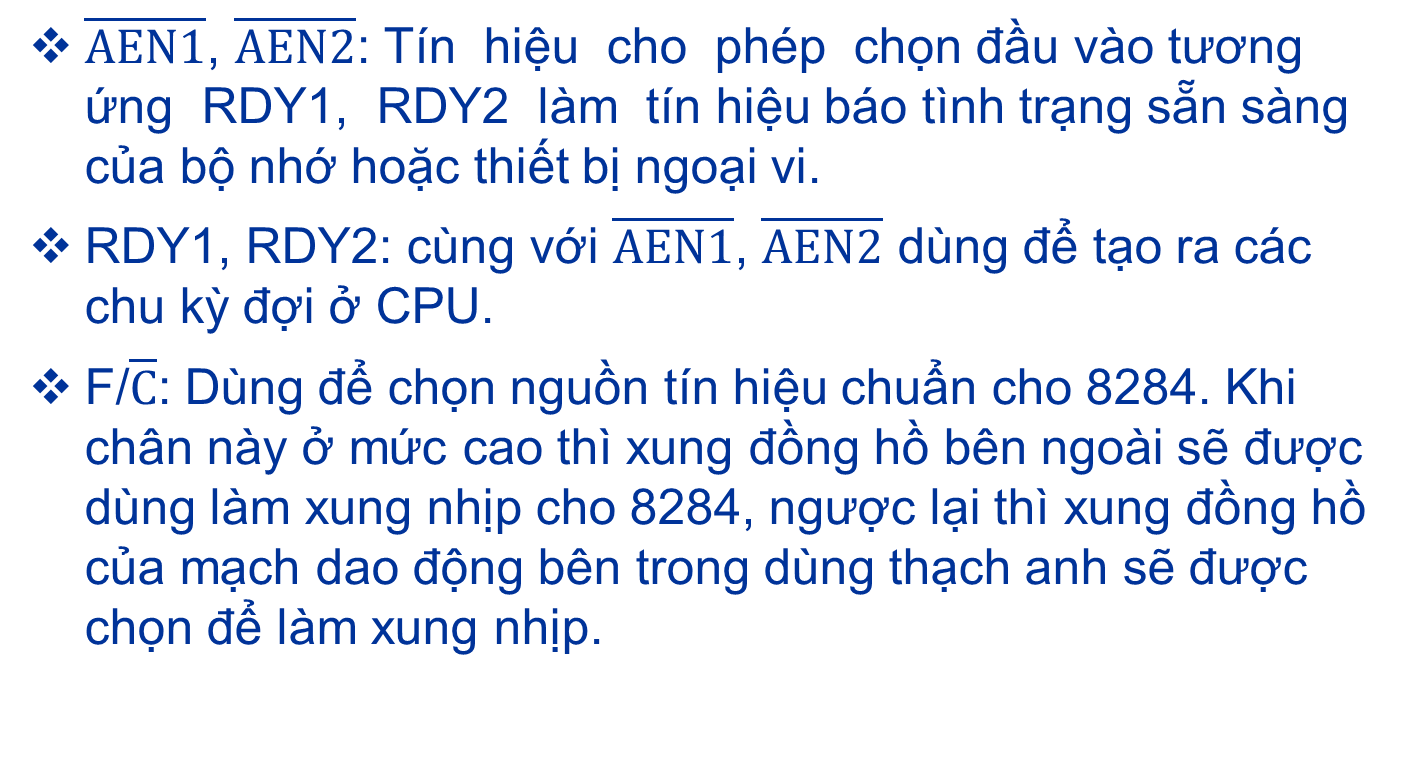 ❖ A̅E̅N̅1̅, A̅E̅N̅2̅: Tín hiệu cho phép chọn đầu vào tương
ứng RDY1, RDY2 làm tín hiệu báo tình trạng sẵn sàng
của bộ nhớ hoặc thiết bị ngoại vi.
❖ RDY1, RDY2: cùng với A̅E̅N̅1̅, A̅E̅N̅2̅ dùng để tạo ra các
chu kỳ đợi ở CPU.
❖ F/C̅: Dùng để chọn nguồn tín hiệu chuẩn cho 8284. Khi
chân này ở mức cao thì xung đồng hồ bên ngoài sẽ được
dùng làm xung nhịp cho 8284, ngược lại thì xung đồng hồ
của mạch dao động bên trong dùng thạch anh sẽ được
chọn để làm xung nhịp.